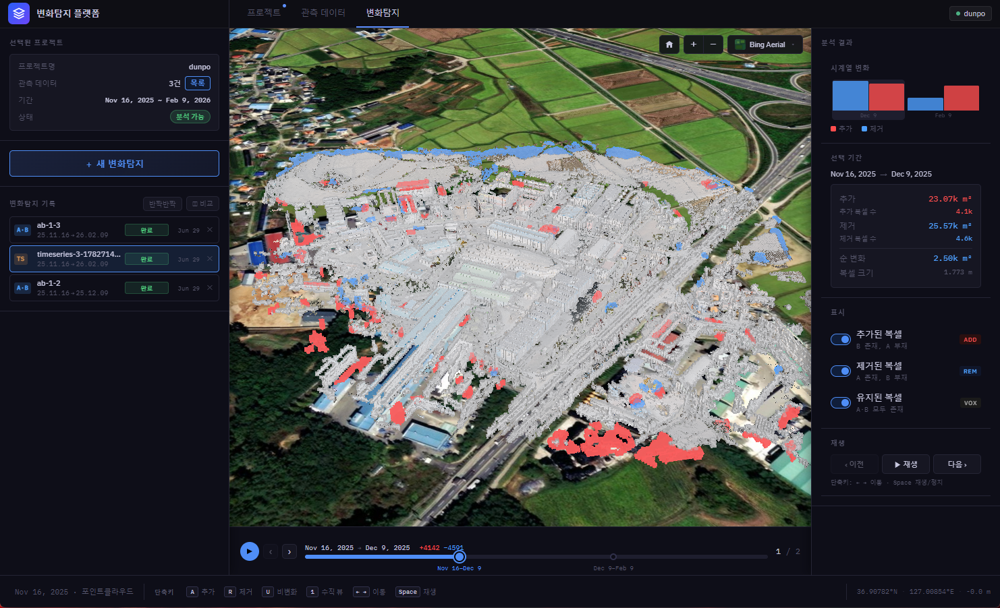 변화탐지 플랫폼
프로젝트
관측 데이터
변화탐지
dunpo
선택된 프로젝트
프로젝트명
dunpo
관측 데이터
3건
목록
기간
Nov 16, 2025 ~ Feb 9, 2026
상태
분석 가능
+ 새 변화탐지
변화탐지 기록
반짝반짝
비교
A·B
ab-1-3
25.11.16→26.02.09
완료
Jun 29
TS
timeseries-3-1782714...
25.11.16→26.02.09
완료
Jun 29
A·B
ab-1-2
25.11.16→25.12.09
완료
Jun 29
+
−
Bing Aerial
분석 결과
시계열 변화
Dec 9
Feb 9
추가
제거
선택 기간
Nov 16, 2025 → Dec 9, 2025
추가
23.07k m²
추가 복셀 수
4.1k
제거
25.57k m²
제거 복셀 수
4.6k
순 변화
2.50k m²
복셀 크기
1.773 m
표시
추가된 복셀
B 존재, A 부재
ADD
제거된 복셀
A 존재, B 부재
REM
유지된 복셀
A·B 모두 존재
VOX
재생
‹ 이전
▶ 재생
다음 ›
단축키: ← → 이동 · Space 재생/정지
Nov 16, 2025 → Dec 9, 2025 +4142 −4591
1 / 2
Nov 16–Dec 9
Dec 9–Feb 9
Nov 16, 2025 · 포인트클라우드
단축키
A 추가
R 제거
U 비변화
1 수직 뷰
← → 이동
Space 재생
36.90782°N · 127.00854°E · -0.0 m